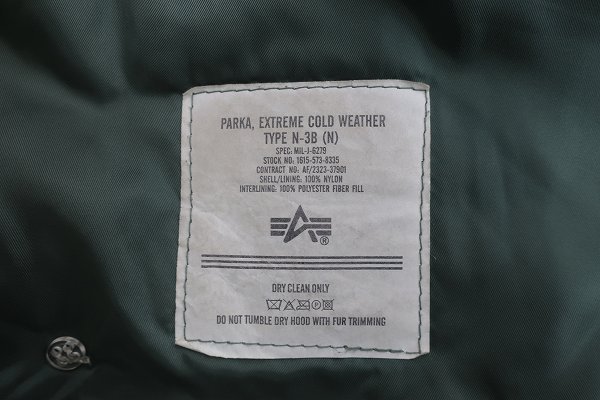 PARKA, EXTREME COLD WEATHER
TYPE N-3B (N)
SPEC: MIL-J-6279
STOCK NO: 1615-573-8335
CONTRACT NO: AF/2323-37901
SHELL/LINING: 100% NYLON
INTERLINING: 100% POLYESTER FIBER FILL
®
DRY CLEAN ONLY
DO NOT TUMBLE DRY HOOD WITH FUR TRIMMING